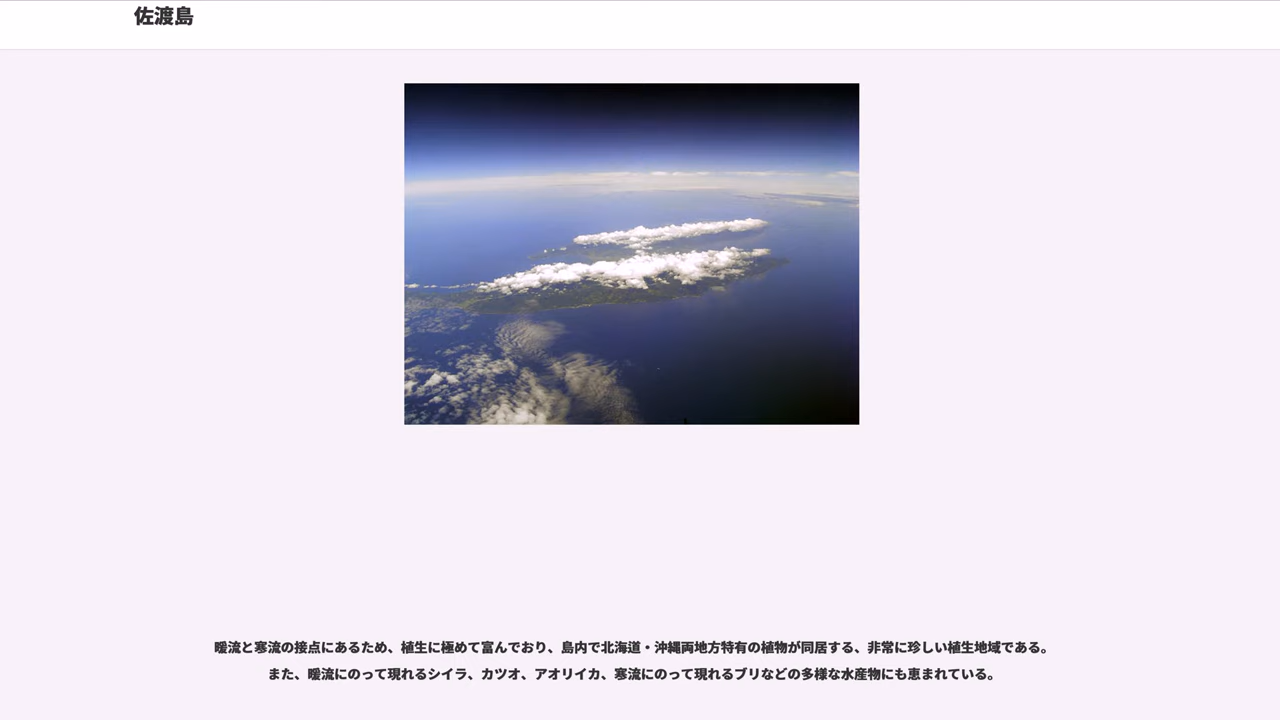 佐渡島
暖流と寒流の接点にあるため、植生に極めて富んでおり、島内で北海道・沖縄両地方特有の植物が同居する、非常に珍しい植生地域である。
また、暖流にのって現れるシイラ、カツオ、アオリイカ、寒流にのって現れるブリなどの多様な水産物にも恵まれている。